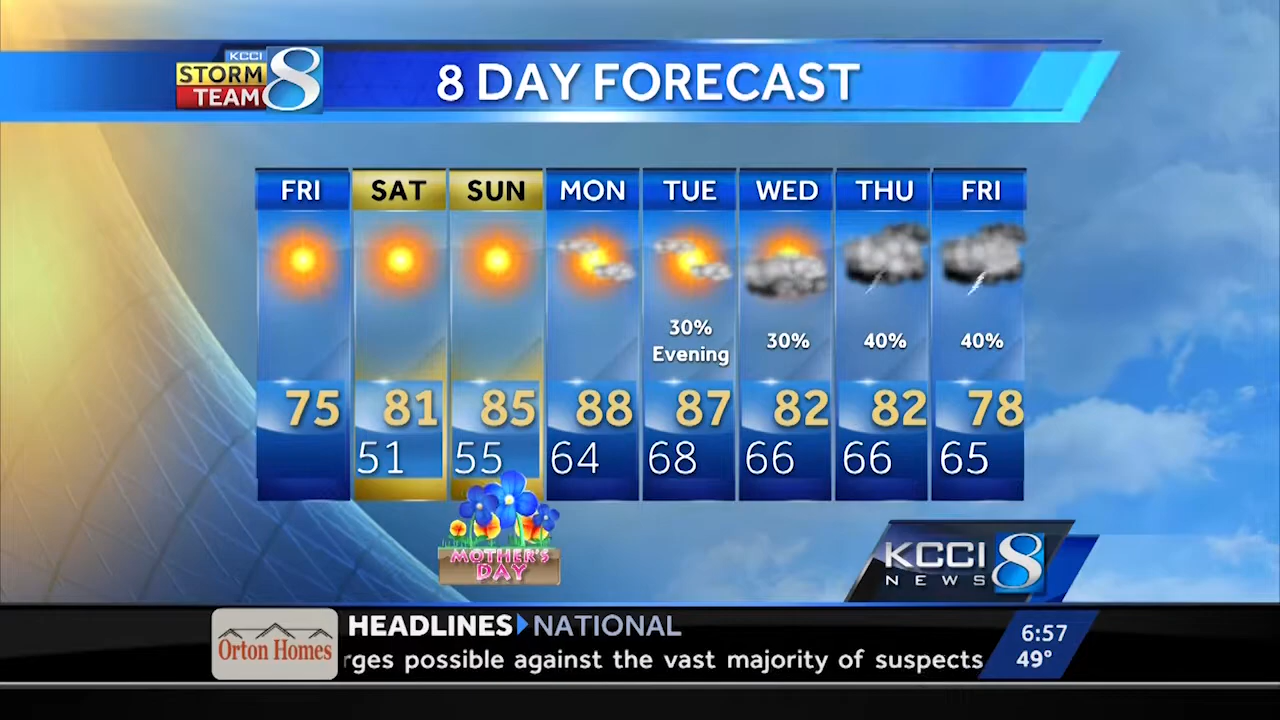 KCCI
STORM
TEAM 8
8 DAY FORECAST
FRI SAT SUN MON TUE WED THU FRI
30%
Evening
30% 40% 40%
75 81 85 88 87 82 82 78
51 55 64 68 66 66 65
MOTHER'S
DAY
KCCI 8
NEWS
HEADLINES NATIONAL
Orton Homes
rges possible against the vast majority of suspects
6:57
49°